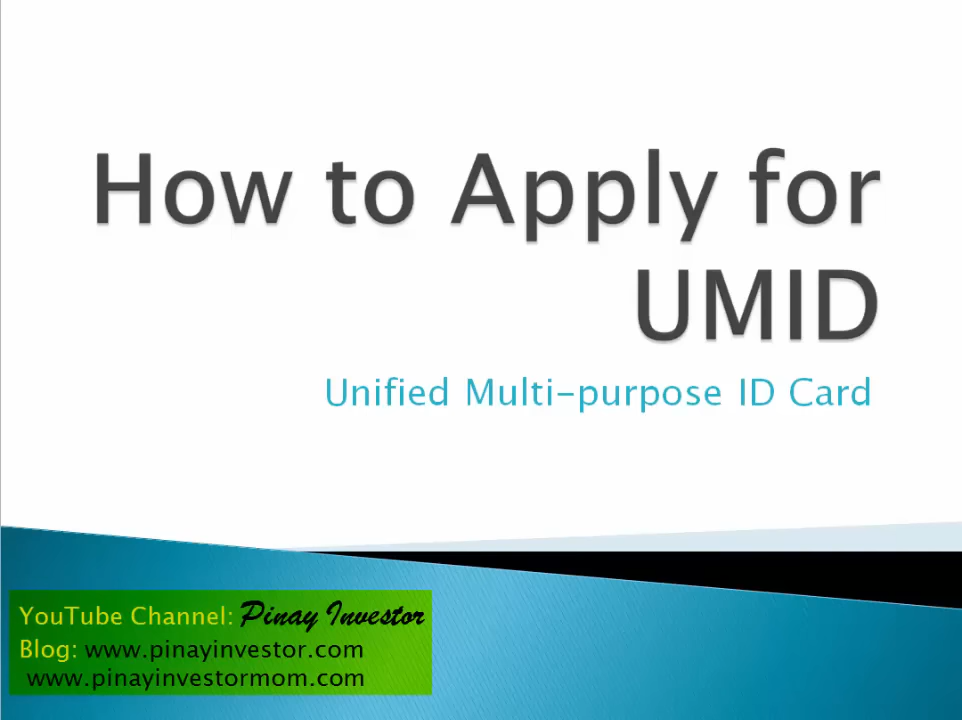 How to Apply for
UMID
Unified Multi-purpose ID Card
YouTube Channel: Pinay Investor
Blog: www.pinayinvestor.com
www.pinayinvestormom.com